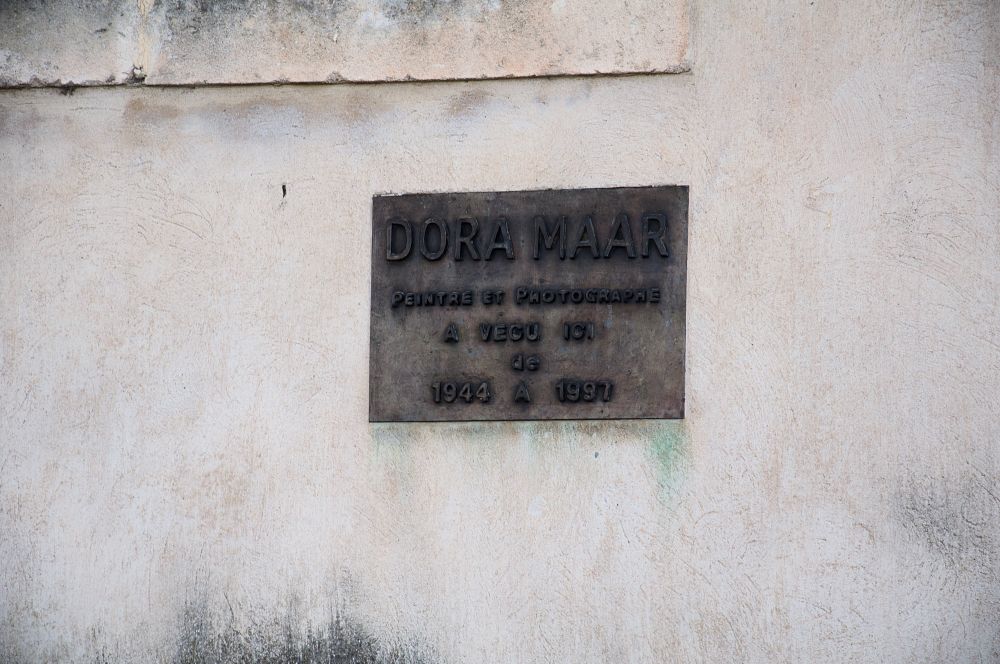 DORA MAAR
PEINTRE ET PHOTOGRAPHE
A VECU ICI
de
1944 A 1997